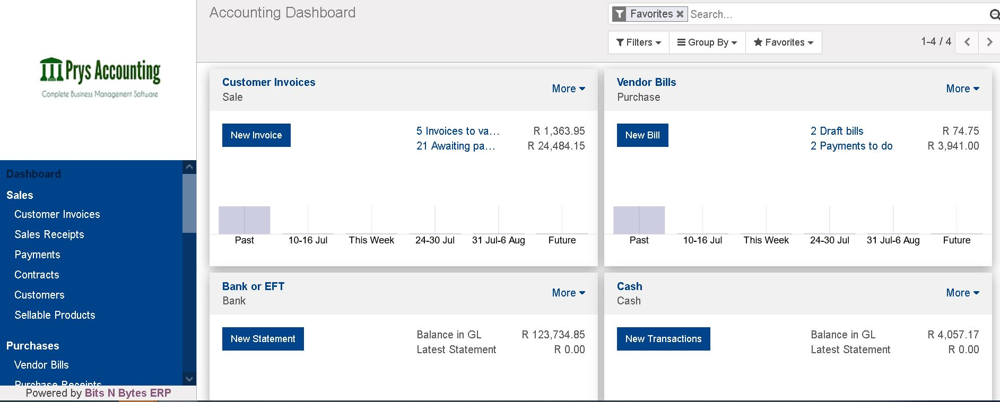 Prys Accounting
Complete Business Management Software
Dashboard
Sales
Customer Invoices
Sales Receipts
Payments
Contracts
Customers
Sellable Products
Purchases
Vendor Bills
Purchase Receipts
Powered by Bits N Bytes ERP
Accounting Dashboard
Favorites Search...
Filters Group By Favorites
1-4 / 4
Customer Invoices
Sale
More
New Invoice
5 Invoices to va... R 1,363.95
21 Awaiting pa... R 24,484.15
Past 10-16 Jul This Week 24-30 Jul 31 Jul-6 Aug Future
Vendor Bills
Purchase
More
New Bill
2 Draft bills R 74.75
2 Payments to do R 3,941.00
Past 10-16 Jul This Week 24-30 Jul 31 Jul-6 Aug Future
Bank or EFT
Bank
More
New Statement
Balance in GL R 123,734.85
Latest Statement R 0.00
Cash
Cash
More
New Transactions
Balance in GL R 4,057.17
Latest Statement R 0.00